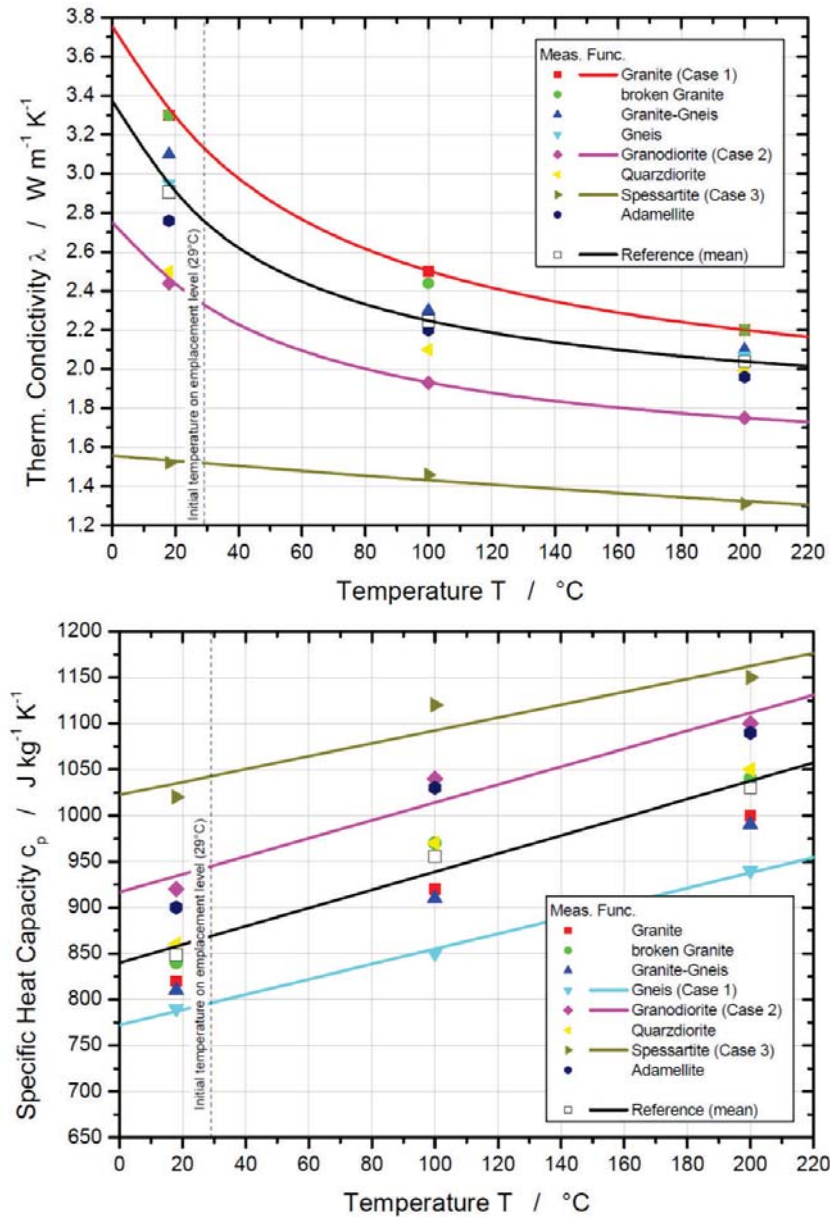 3.8
3.6
3.4
3.2
3.0
2.8
2.6
2.4
2.2
2.0
1.8
1.6
1.4
1.2
Therm. Condictivity λ / W m⁻¹ K⁻¹
Initial temperature on emplacement level (29°C)
Meas. Func.
Granite (Case 1)
broken Granite
Granite-Gneis
Gneis
Granodiorite (Case 2)
Quarzdiorite
Spessartite (Case 3)
Adamellite
Reference (mean)
0 20 40 60 80 100 120 140 160 180 200 220
Temperature T / °C
1200
1150
1100
1050
1000
950
900
850
800
750
700
650
Specific Heat Capacity cₚ / J kg⁻¹ K⁻¹
Initial temperature on emplacement level (29°C)
Meas. Func.
Granite
broken Granite
Granite-Gneis
Gneis (Case 1)
Granodiorite (Case 2)
Quarzdiorite
Spessartite (Case 3)
Adamellite
Reference (mean)
0 20 40 60 80 100 120 140 160 180 200 220
Temperature T / °C